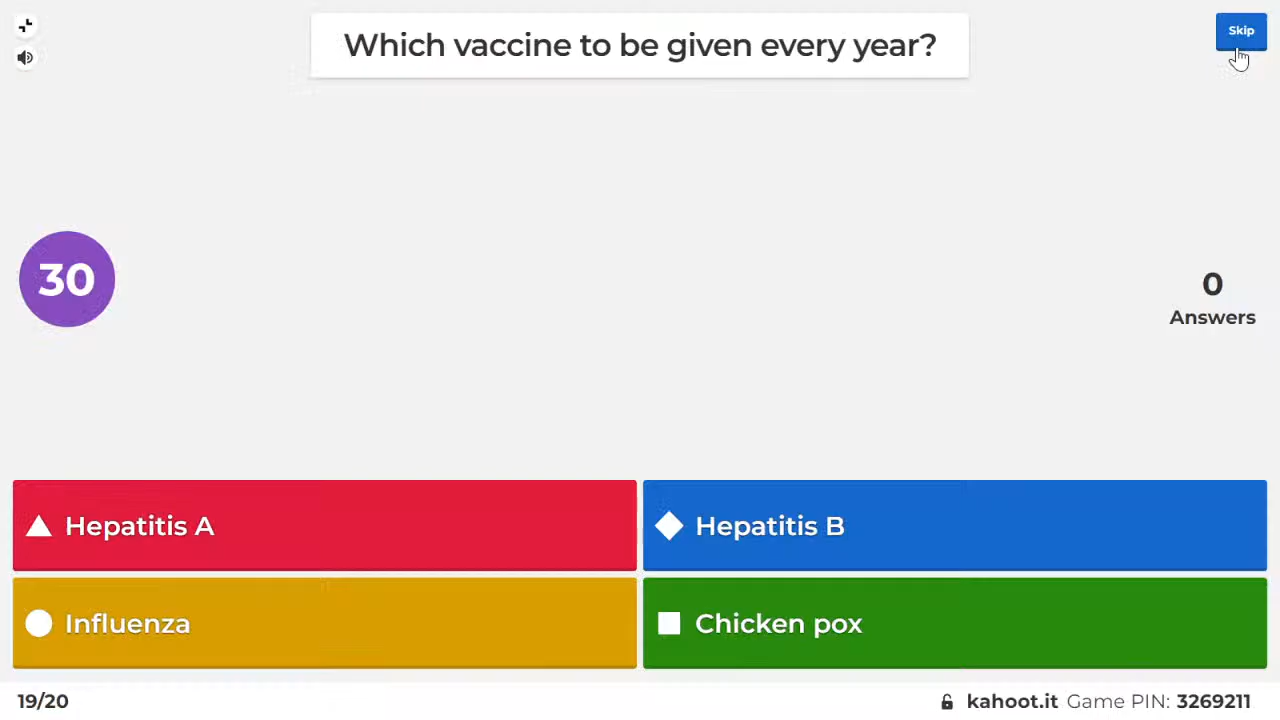 Which vaccine to be given every year?
Skip
30
0
Answers
Hepatitis A
Hepatitis B
Influenza
Chicken pox
19/20
kahoot.it Game PIN: 3269211